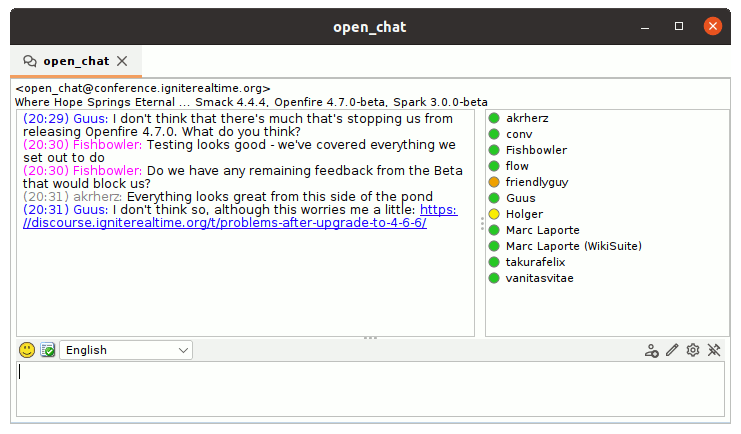 open_chat
open_chat
<open_chat@conference.igniterealtime.org>
Where Hope Springs Eternal ... Smack 4.4.4, Openfire 4.7.0-beta, Spark 3.0.0-beta
(20:29) Guus: I don't think that there's much that's stopping us from
releasing Openfire 4.7.0. What do you think?
(20:30) Fishbowler: Testing looks good - we've covered everything we
set out to do
(20:30) Fishbowler: Do we have any remaining feedback from the Beta
that would block us?
(20:31) akrherz: Everything looks great from this side of the pond
(20:31) Guus: I don't think so, although this worries me a little: https:
//discourse.igniterealtime.org/t/problems-after-upgrade-to-4-6-6/
akrherz
conv
Fishbowler
flow
friendlyguy
Guus
Holger
Marc Laporte
Marc Laporte (WikiSuite)
takurafelix
vanitasvitae
English